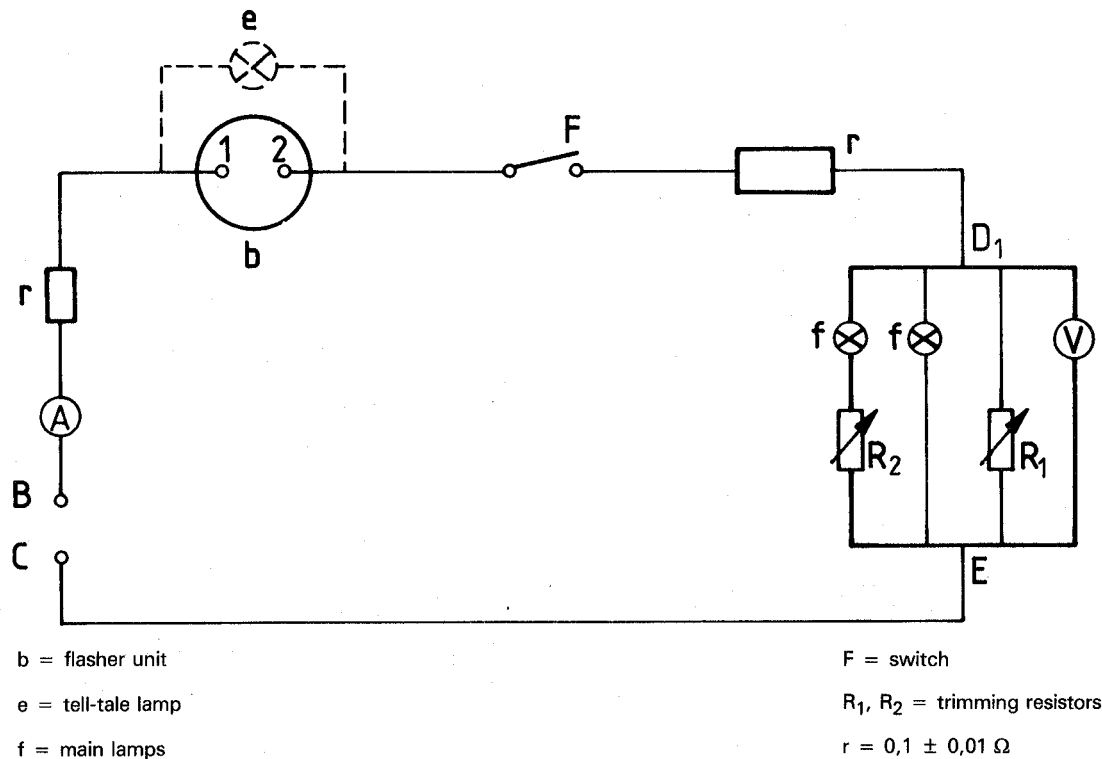 e
1 2
F
r
b
D1
r
f f V
A
R2 R1
B
C
E
b = flasher unit
e = tell-tale lamp
f = main lamps
F = switch
R1, R2 = trimming resistors
r = 0,1 ± 0,01 Ω